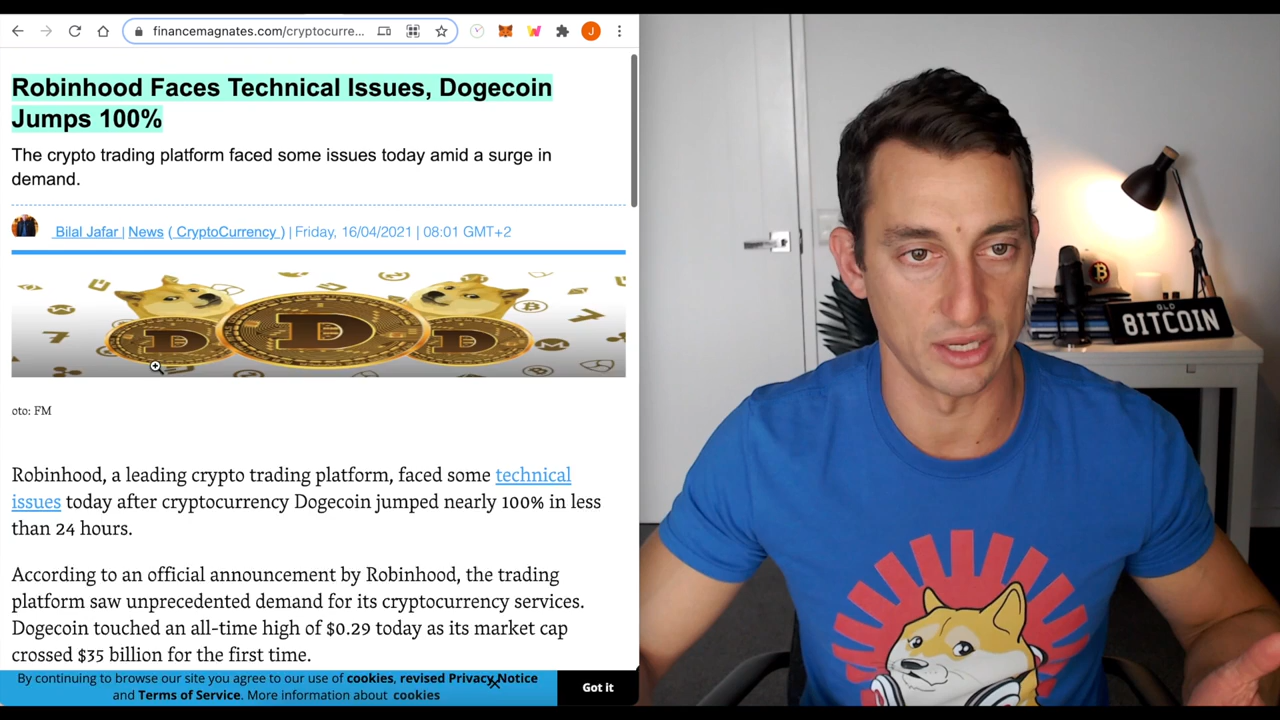 financemagnates.com/cryptocurre...
J
Robinhood Faces Technical Issues, Dogecoin
Jumps 100%
The crypto trading platform faced some issues today amid a surge in
demand.
Bilal Jafar | News ( CryptoCurrency ) | Friday, 16/04/2021 | 08:01 GMT+2
oto: FM
Robinhood, a leading crypto trading platform, faced some technical
issues today after cryptocurrency Dogecoin jumped nearly 100% in less
than 24 hours.
According to an official announcement by Robinhood, the trading
platform saw unprecedented demand for its cryptocurrency services.
Dogecoin touched an all-time high of $0.29 today as its market cap
crossed $35 billion for the first time.
By continuing to browse our site you agree to our use of cookies, revised Privacy Notice
and Terms of Service. More information about cookies
Got it
QLD
8ITCOIN